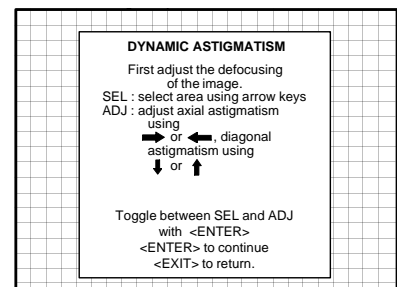 DYNAMIC ASTIGMATISM
First adjust the defocusing
of the image.
SEL : select area using arrow keys
ADJ : adjust axial astigmatism
using
or , diagonal
astigmatism using
or
Toggle between SEL and ADJ
with <ENTER>
<ENTER> to continue
<EXIT> to return.